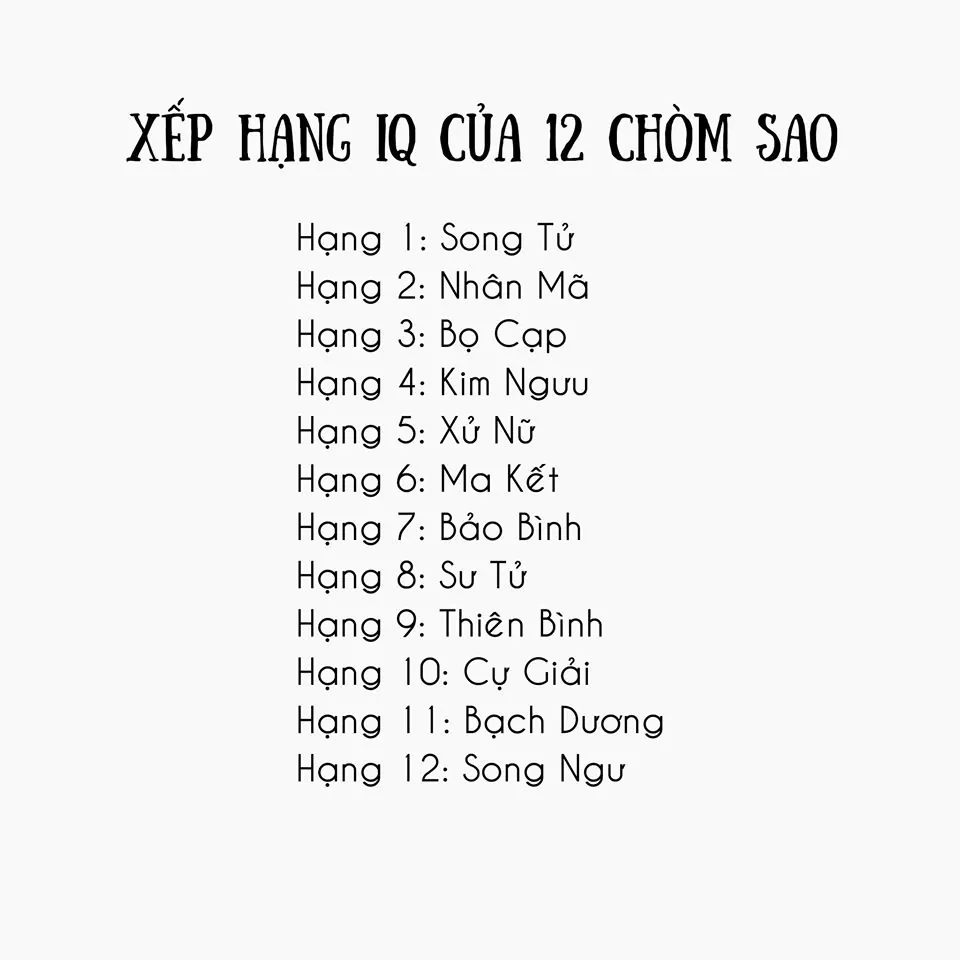 XẾP HẠNG IQ CỦA 12 CHÒM SAO
Hạng 1: Song Tử
Hạng 2: Nhân Mã
Hạng 3: Bọ Cạp
Hạng 4: Kim Ngưu
Hạng 5: Xử Nữ
Hạng 6: Ma Kết
Hạng 7: Bảo Bình
Hạng 8: Sư Tử
Hạng 9: Thiên Bình
Hạng 10: Cự Giải
Hạng 11: Bạch Dương
Hạng 12: Song Ngư